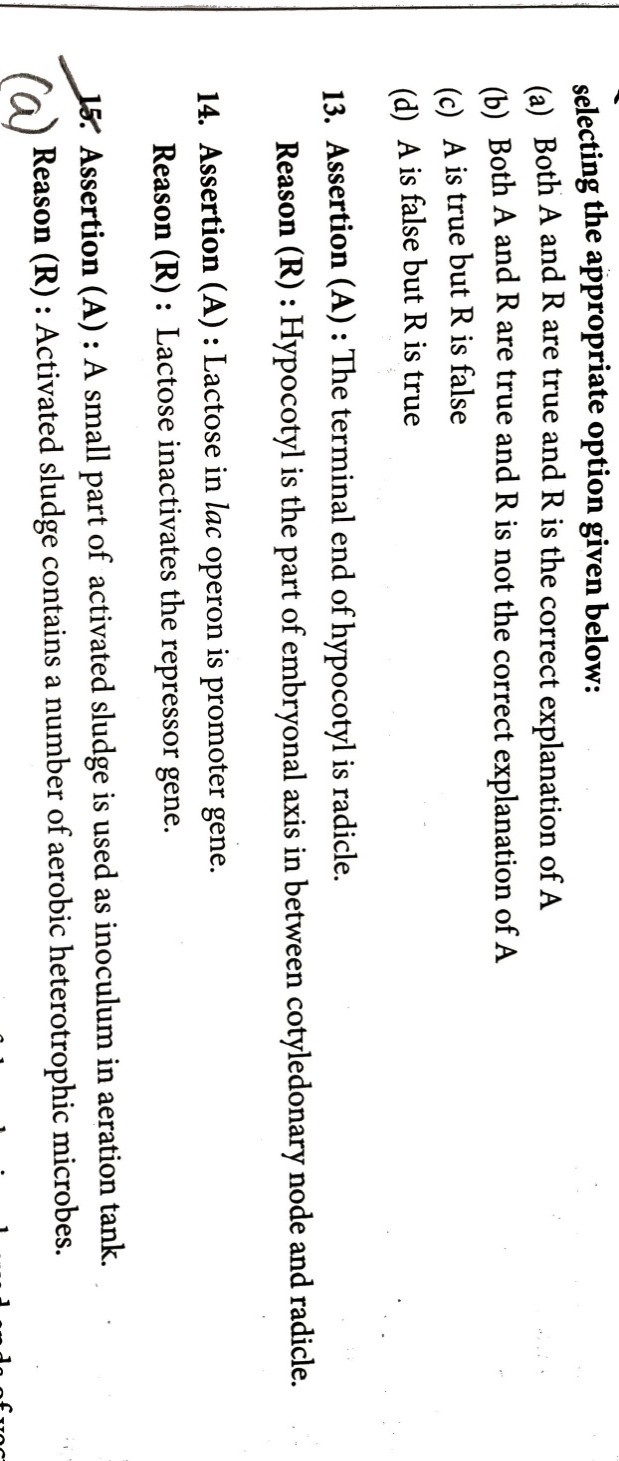 selecting the appropriate option given below:
(a) Both A and R are true and R is the correct explanation of A
(b) Both A and R are true and R is not the correct explanation of A
(c) A is true but R is false
(d) A is false but R is true
13. Assertion (A) : The terminal end of hypocotyl is radicle.
Reason (R) : Hypocotyl is the part of embryonal axis in between cotyledonary node and radicle.
14. Assertion (A) : Lactose in lac operon is promoter gene.
Reason (R) : Lactose inactivates the repressor gene.
15. Assertion (A) : A small part of activated sludge is used as inoculum in aeration tank.
(a) Reason (R) : Activated sludge contains a number of aerobic heterotrophic microbes.